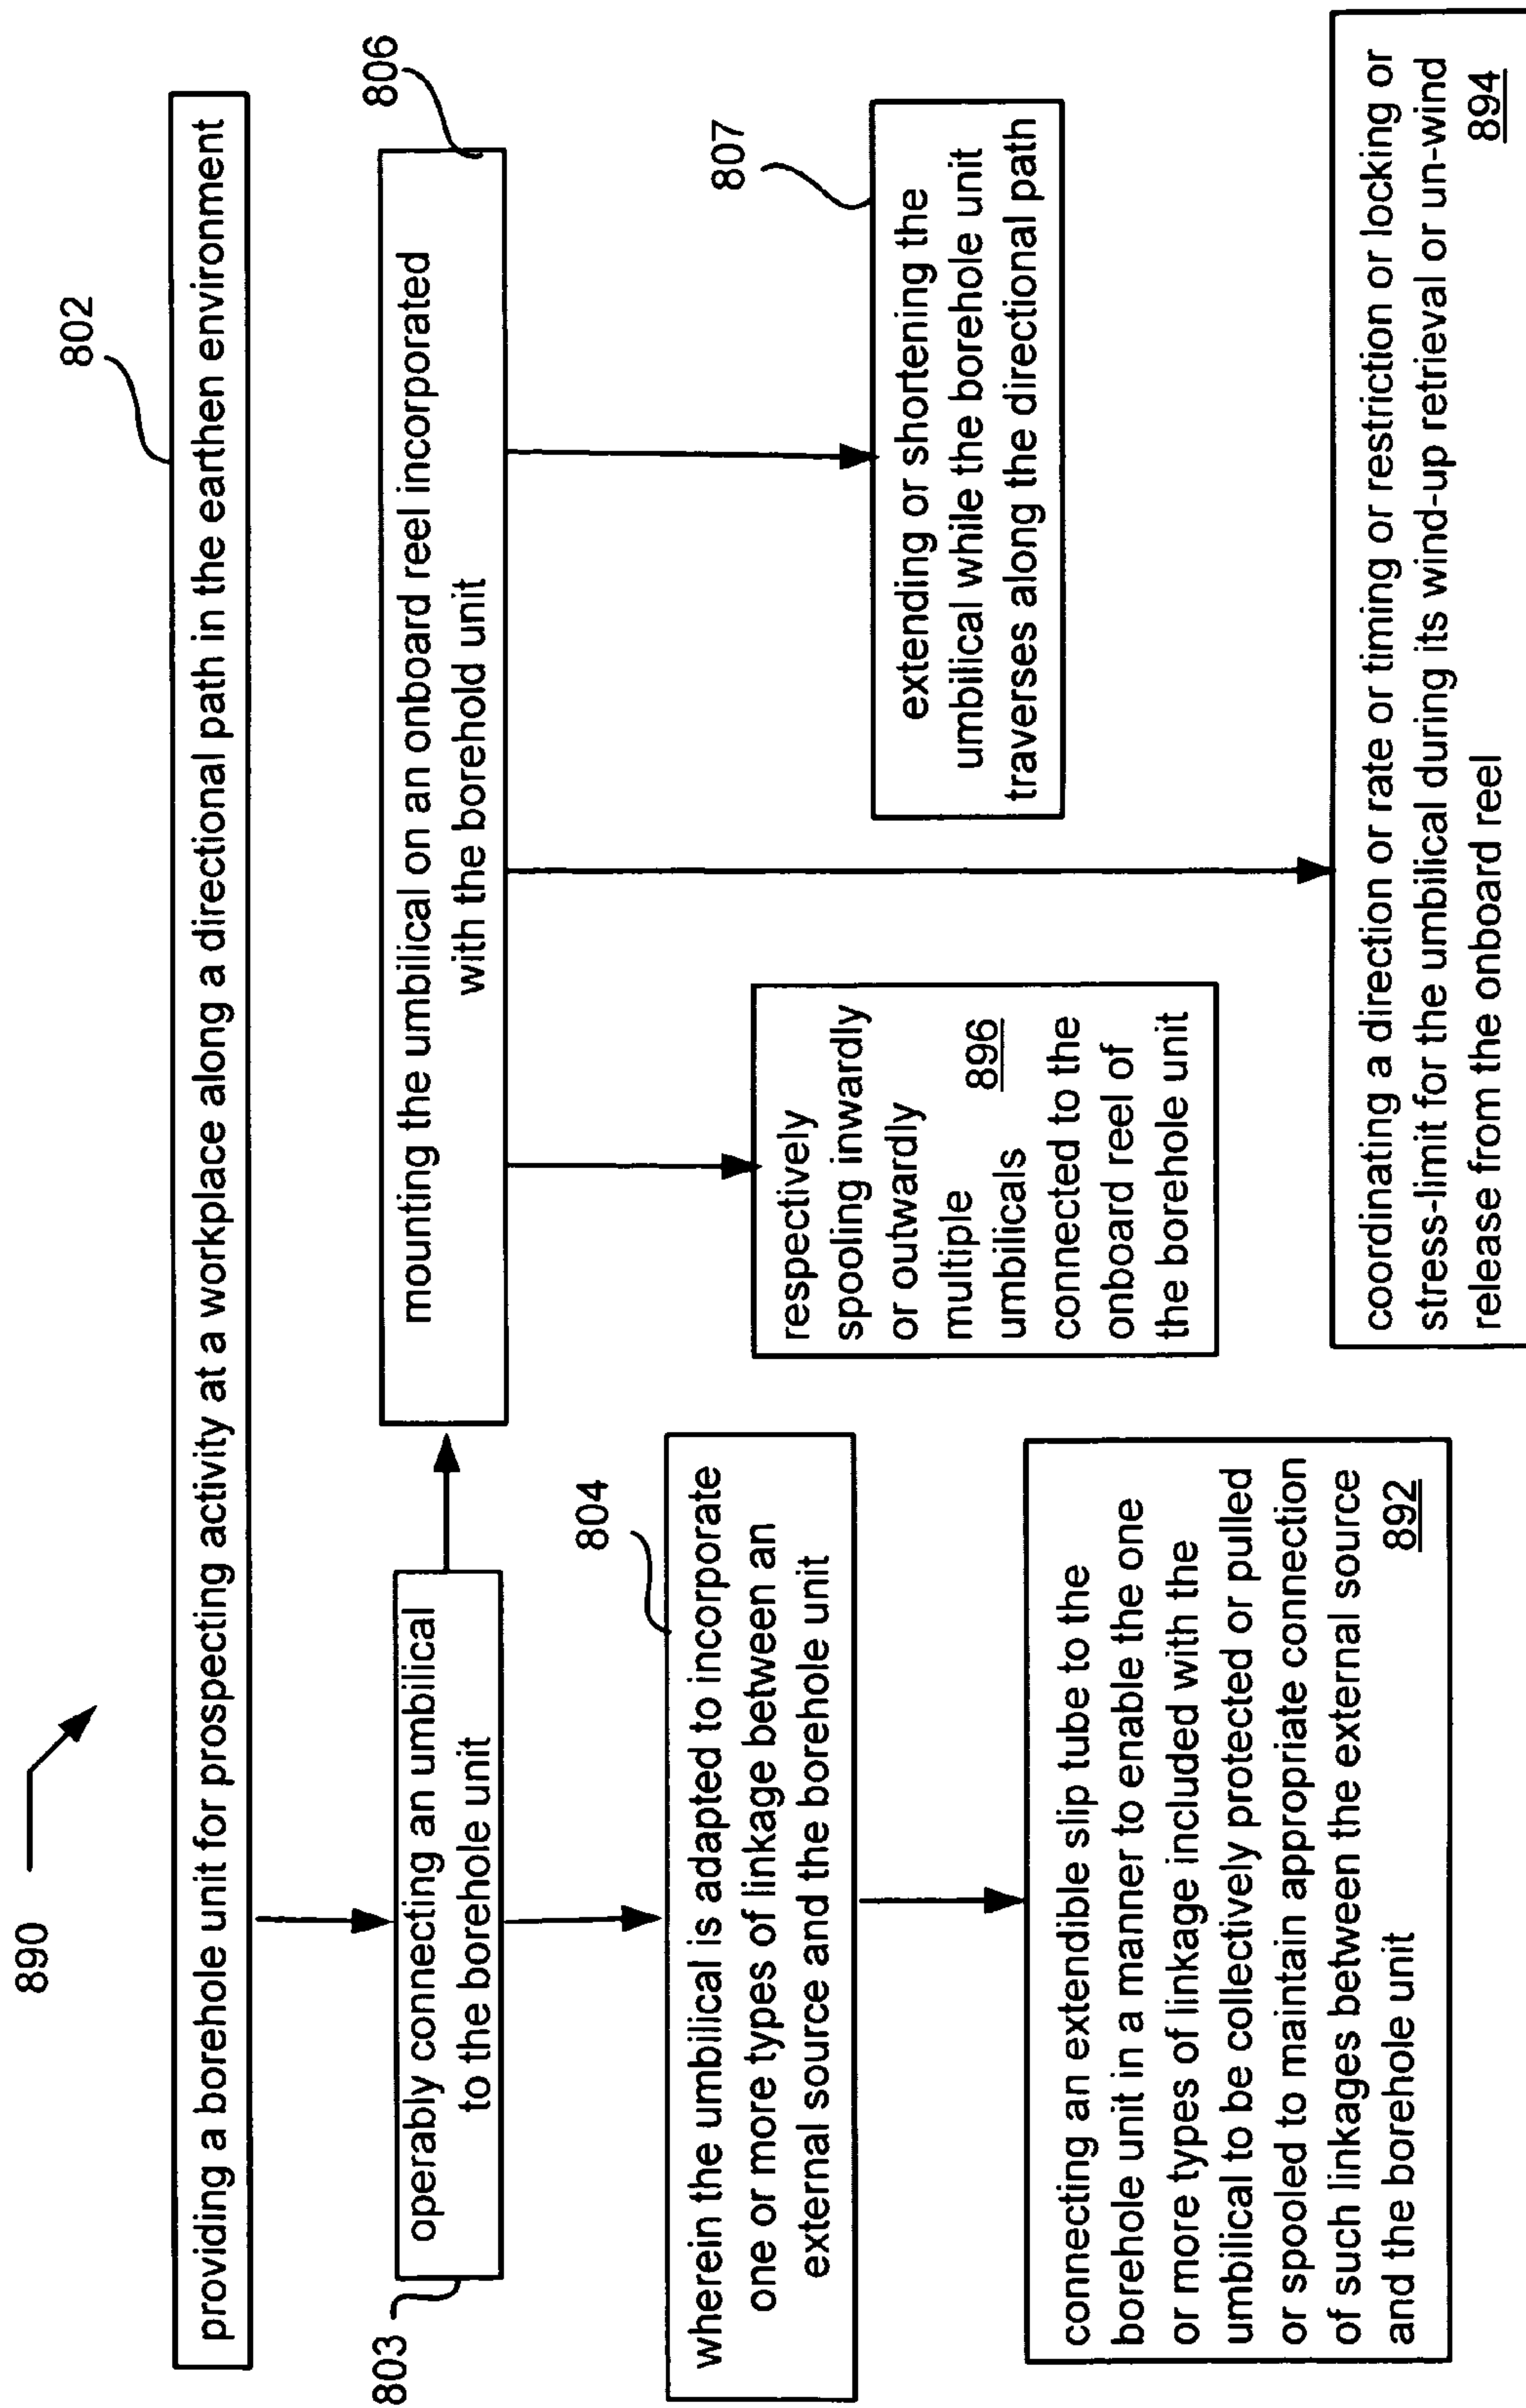 890
802
providing a borehole unit for prospecting activity at a workplace along a directional path in the earthen environment
803
operably connecting an umbilical
to the borehole unit
806
mounting the umbilical on an onboard reel incorporated
with the borehold unit
804
wherein the umbilical is adapted to incorporate
one or more types of linkage between an
external source and the borehole unit
respectively
spooling inwardly
or outwardly
multiple
umbilicals 896
connected to the
onboard reel of
the borehole unit
807
extending or shortening the
umbilical while the borehole unit
traverses along the directional path
connecting an extendible slip tube to the
borehole unit in a manner to enable the one
or more types of linkage included with the
umbilical to be collectively protected or pulled
or spooled to maintain appropriate connection
of such linkages between the external source
and the borehole unit 892
coordinating a direction or rate or timing or restriction or locking or
stress-limit for the umbilical during its wind-up retrieval or un-wind
release from the onboard reel 894